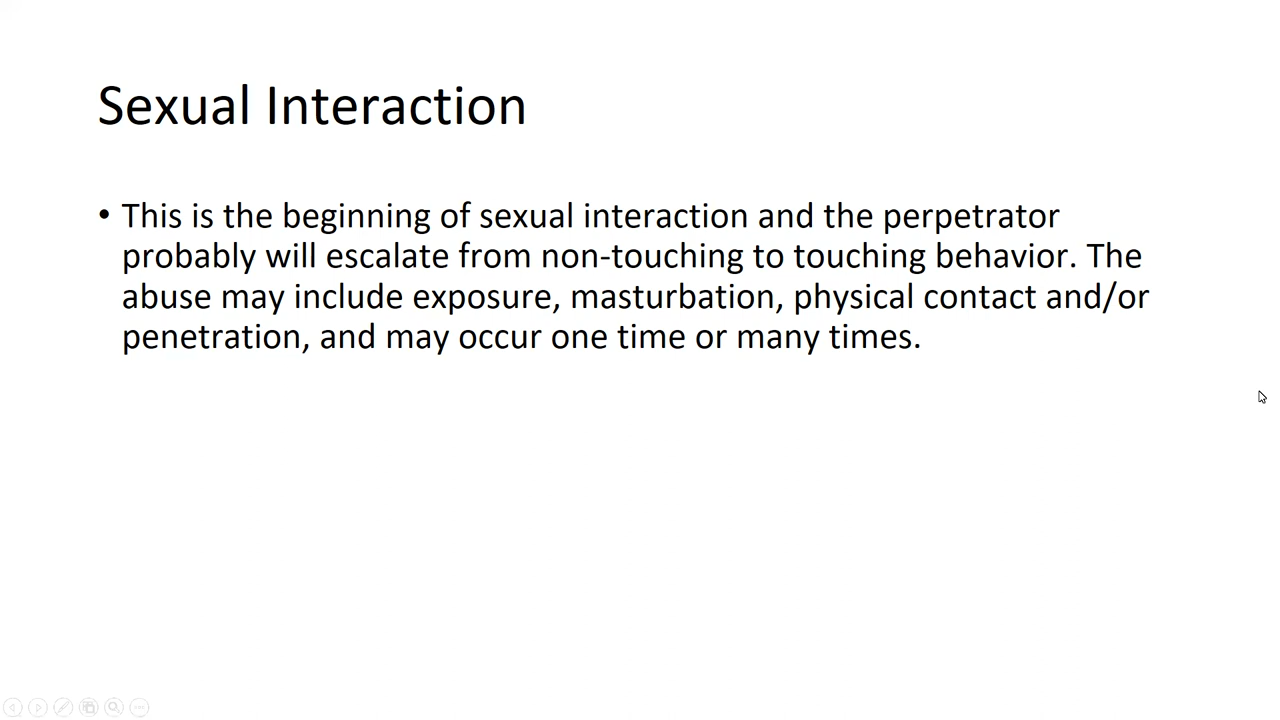 Sexual Interaction
• This is the beginning of sexual interaction and the perpetrator
probably will escalate from non-touching to touching behavior. The
abuse may include exposure, masturbation, physical contact and/or
penetration, and may occur one time or many times.